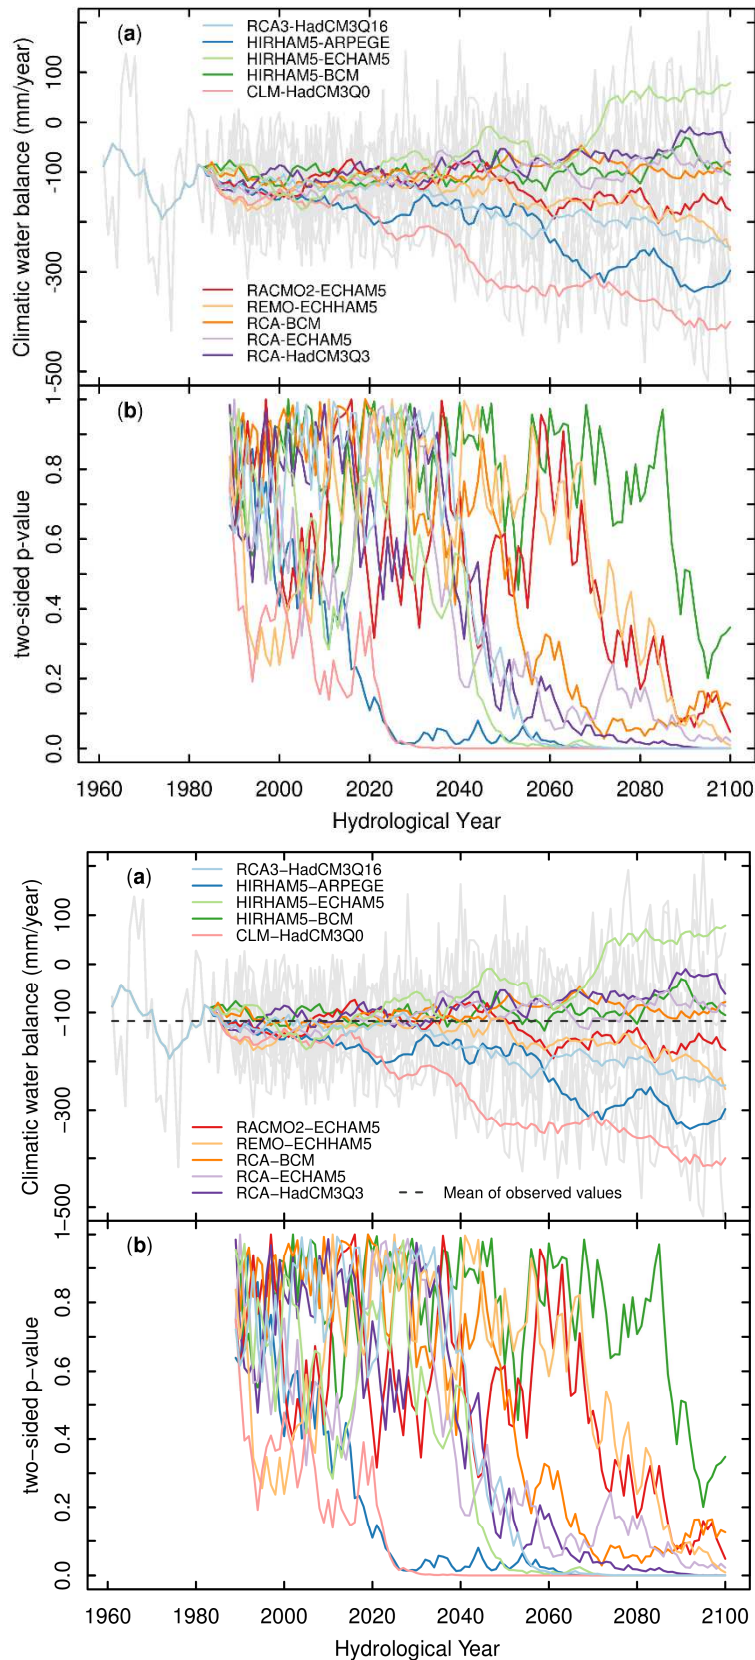 (a)
RCA3-HadCM3Q16
HIRHAM5-ARPEGE
HIRHAM5-ECHAM5
HIRHAM5-BCM
CLM-HadCM3Q0
Climatic water balance (mm/year)
100
0
-100
-300
-500
RACMO2-ECHAM5
REMO-ECHHAM5
RCA-BCM
RCA-ECHAM5
RCA-HadCM3Q3
(b)
two-sided p-value
1
0.8
0.6
0.4
0.2
0.0
1960 1980 2000 2020 2040 2060 2080 2100
Hydrological Year
(a)
RCA3−HadCM3Q16
HIRHAM5−ARPEGE
HIRHAM5−ECHAM5
HIRHAM5−BCM
CLM−HadCM3Q0
Climatic water balance (mm/year)
100
0
−100
−300
−500
RACMO2−ECHAM5
REMO−ECHHAM5
RCA−BCM
RCA−ECHAM5
RCA−HadCM3Q3
Mean of observed values
(b)
two−sided p−value
1
0.8
0.6
0.4
0.2
0.0
1960 1980 2000 2020 2040 2060 2080 2100
Hydrological Year